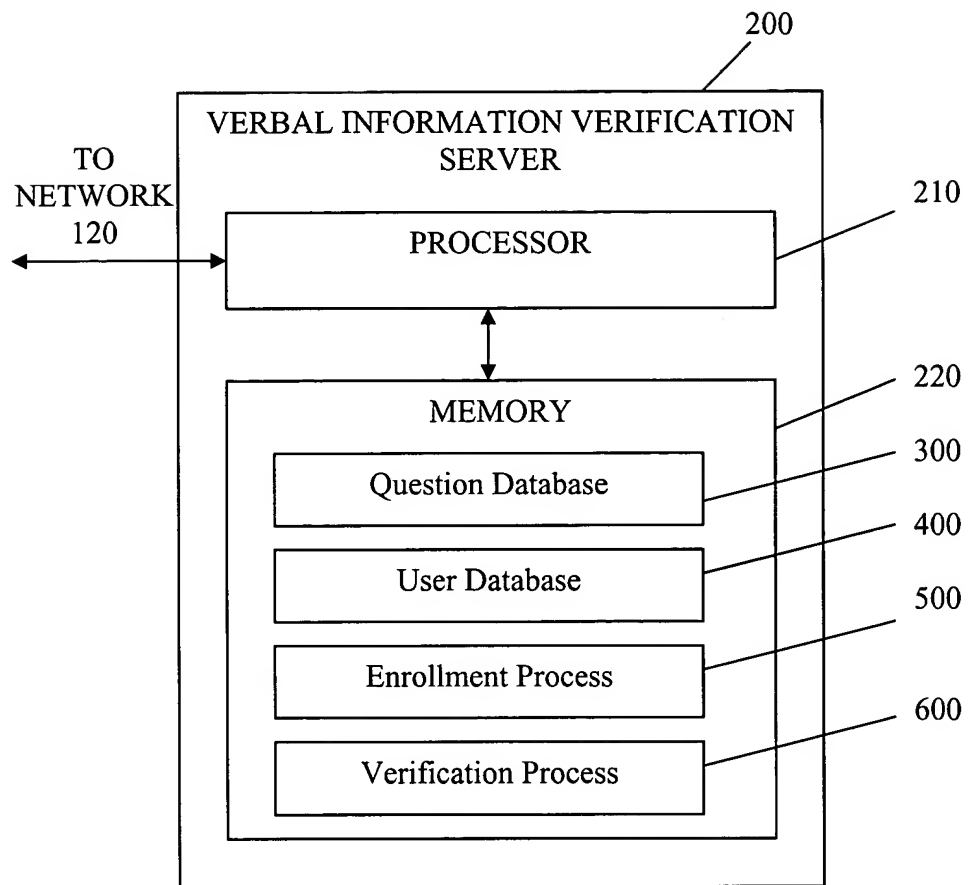 200
VERBAL INFORMATION VERIFICATION
SERVER
TO
NETWORK
120
210
PROCESSOR
220
MEMORY
300
Question Database
400
User Database
500
Enrollment Process
600
Verification Process